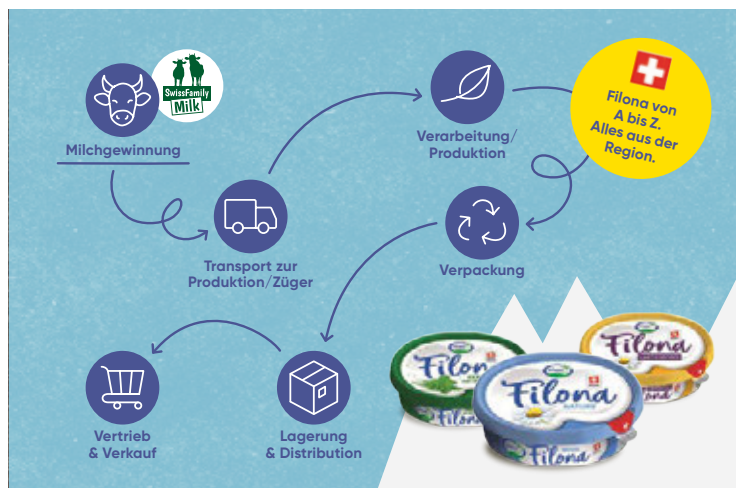 SwissFamily
Milk
Milchgewinnung
Verarbeitung/
Produktion
Filona von
A bis Z.
Alles aus der
Region.
Transport zur
Produktion/Züger
Verpackung
Vertrieb
& Verkauf
Lagerung
& Distribution
Filona
Filona
Filona
Filona
NATURE
Filona